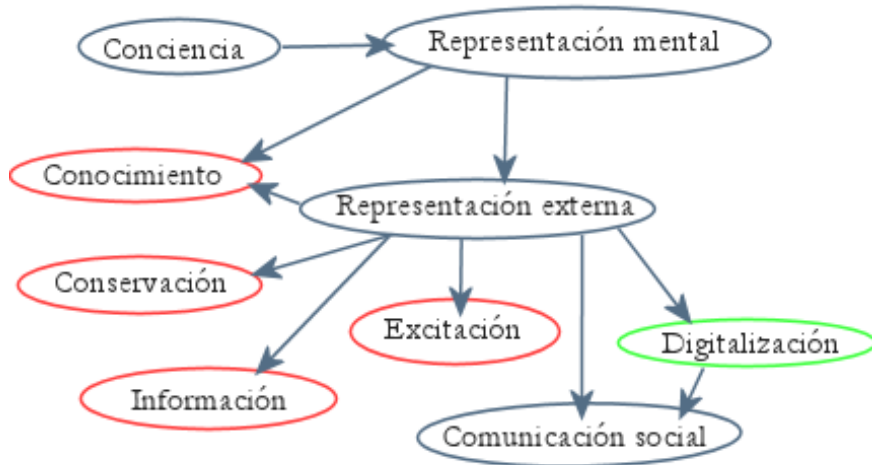 Conciencia
Representación mental
Conocimiento
Representación externa
Conservación
Excitación
Digitalización
Información
Comunicación social